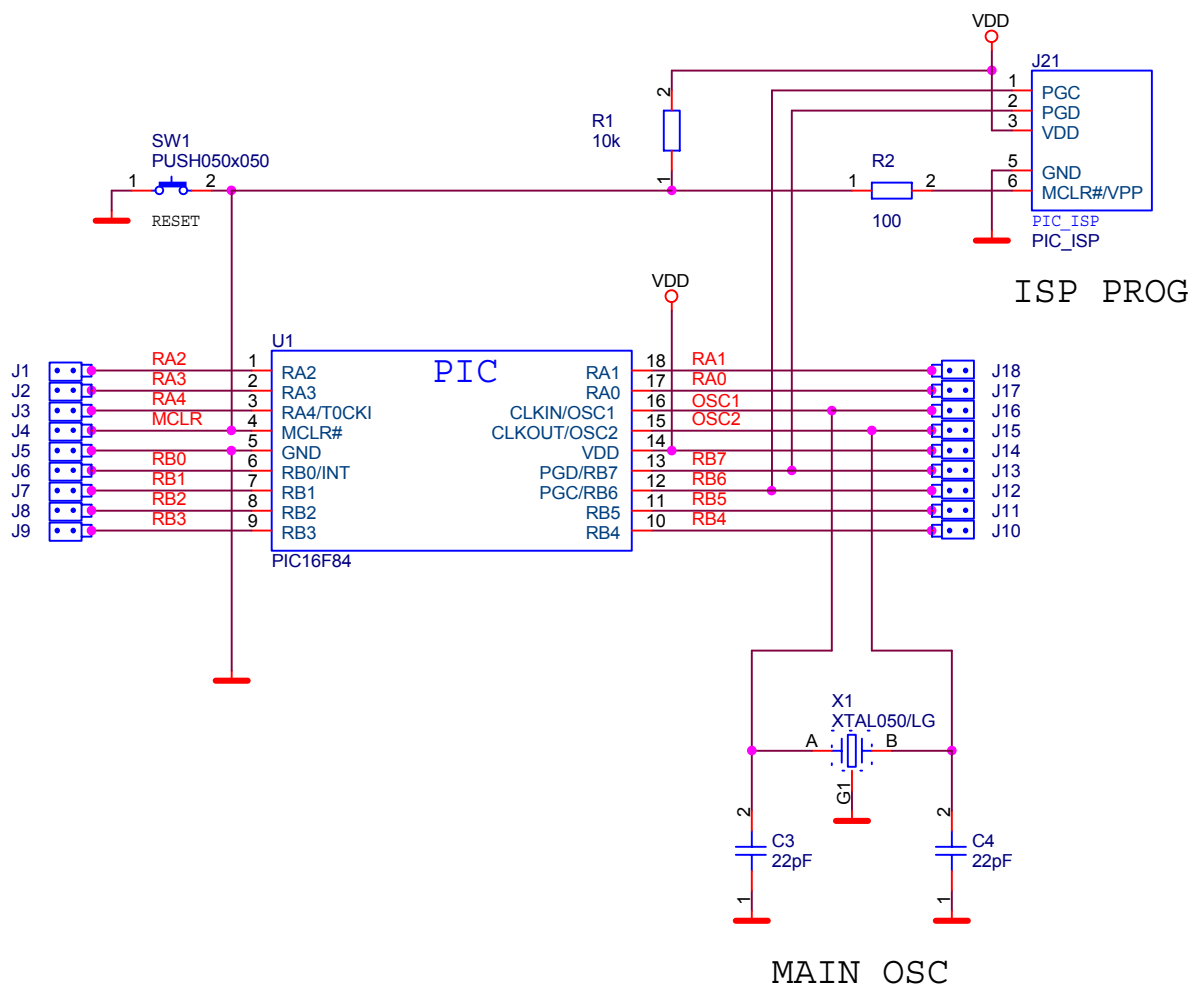 VDD
J21
1 PGC
2 PGD
3 VDD
5 GND
6 MCLR#/VPP
PIC_ISP
PIC_ISP
ISP PROG
R1
10k
2
1
SW1
PUSH050x050
1 2
RESET
R2
1 2
100
VDD
U1
PIC
J1 RA2 1 RA2 RA1 18 RA1 J18
J2 RA3 2 RA3 RA0 17 RA0 J17
J3 RA4 3 RA4/T0CKI CLKIN/OSC1 16 OSC1 J16
J4 MCLR 4 MCLR# CLKOUT/OSC2 15 OSC2 J15
J5 5 GND VDD 14 J14
J6 RB0 6 RB0/INT PGD/RB7 13 RB7 J13
J7 RB1 7 RB1 PGC/RB6 12 RB6 J12
J8 RB2 8 RB2 RB5 11 RB5 J11
J9 RB3 9 RB3 RB4 10 RB4 J10
PIC16F84
X1
XTAL050/LG
A B
G1
2
C3
22pF
1
2
C4
22pF
1
MAIN OSC